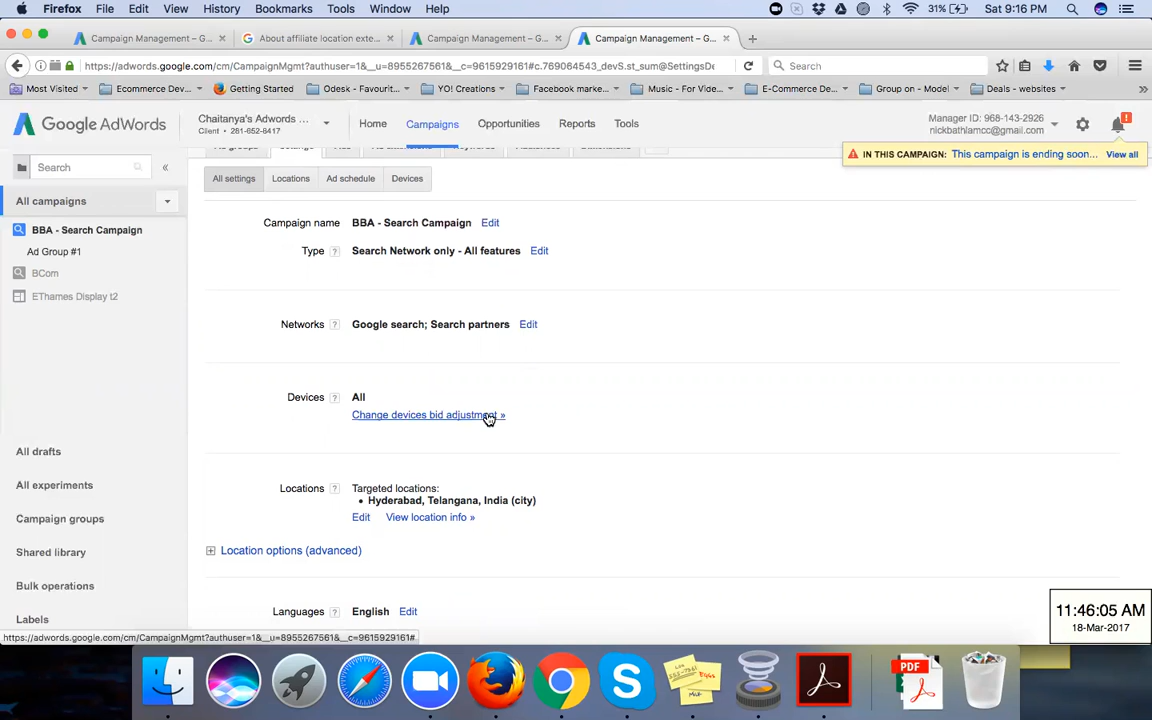 Firefox File Edit View History Bookmarks Tools Window Help
31% Sat 9:16 PM
Campaign Management – G... × About affiliate location exte... × Campaign Management – G... × Campaign Management – G... ×
https://adwords.google.com/cm/CampaignMgmt?authuser=1&__u=8955267561&__c=9615929161#c.769064353_devS.st_sum@SettingsDe
Search
Most Visited Ecommerce Dev... Getting Started Odesk - Favourit... YO! Creations Facebook marke... Music - For Vide... E-Commerce De... Group on - Model Deals - websites
Google AdWords
Chaitanya's Adwords ...
Client • 281-652-8417
Home Campaigns Opportunities Reports Tools
Manager ID: 968-143-2926
nickbathlamcc@gmail.com
IN THIS CAMPAIGN: This campaign is ending soon... View all
Search
All settings Locations Ad schedule Devices
All campaigns
BBA - Search Campaign
Ad Group #1
BCom
EThames Display t2
All drafts
All experiments
Campaign groups
Shared library
Bulk operations
Labels
Campaign name BBA - Search Campaign Edit
Type ? Search Network only - All features Edit
Networks ? Google search; Search partners Edit
Devices ? All
Change devices bid adjustment »
Locations ? Targeted locations:
• Hyderabad, Telangana, India (city)
Edit View location info »
Location options (advanced)
Languages ? English Edit
https://adwords.google.com/cm/CampaignMgmt?authuser=1&__u=8955267561&__c=9615929161#
11:46:05 AM
18-Mar-2017
PDF